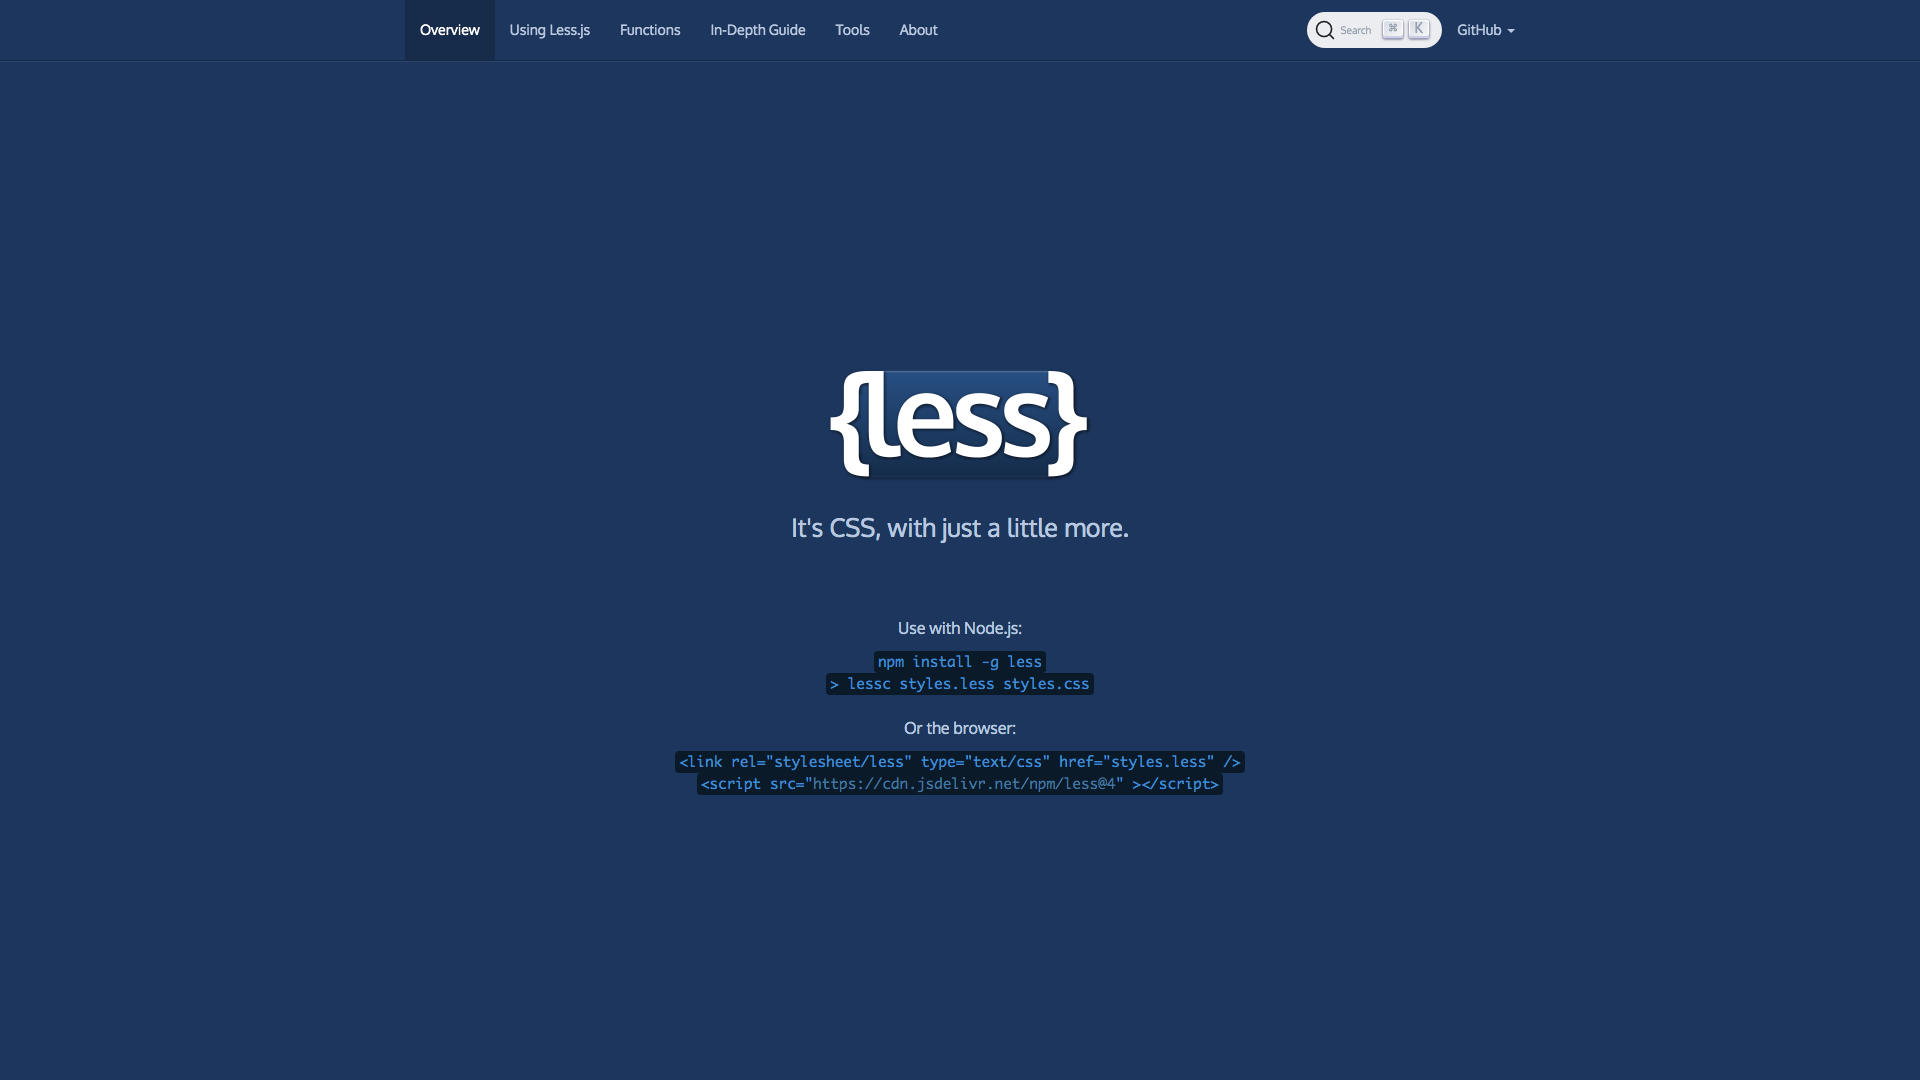 Overview Using Less.js Functions In-Depth Guide Tools About Search ⌘ K GitHub
{less}
It's CSS, with just a little more.
Use with Node.js:
npm install -g less
> lessc styles.less styles.css
Or the browser:
<link rel="stylesheet/less" type="text/css" href="styles.less" />
<script src="https://cdn.jsdelivr.net/npm/less@4" ></script>